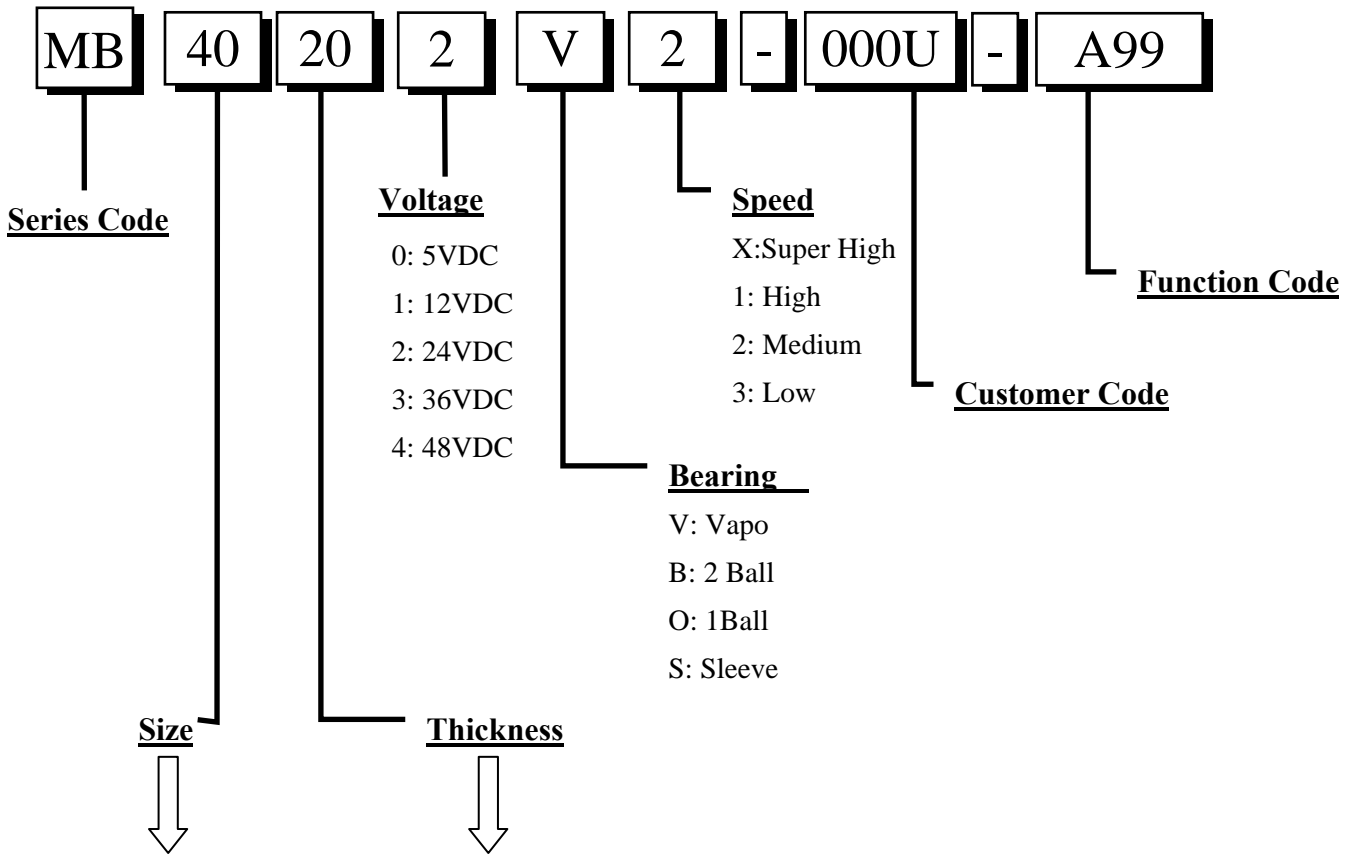 MB 40 20 2 V 2 - 000U - A99
Series Code
Voltage
0: 5VDC
1: 12VDC
2: 24VDC
3: 36VDC
4: 48VDC
Speed
X:Super High
1: High
2: Medium
3: Low
Function Code
Customer Code
Bearing
V: Vapo
B: 2 Ball
O: 1Ball
S: Sleeve
Size
Thickness